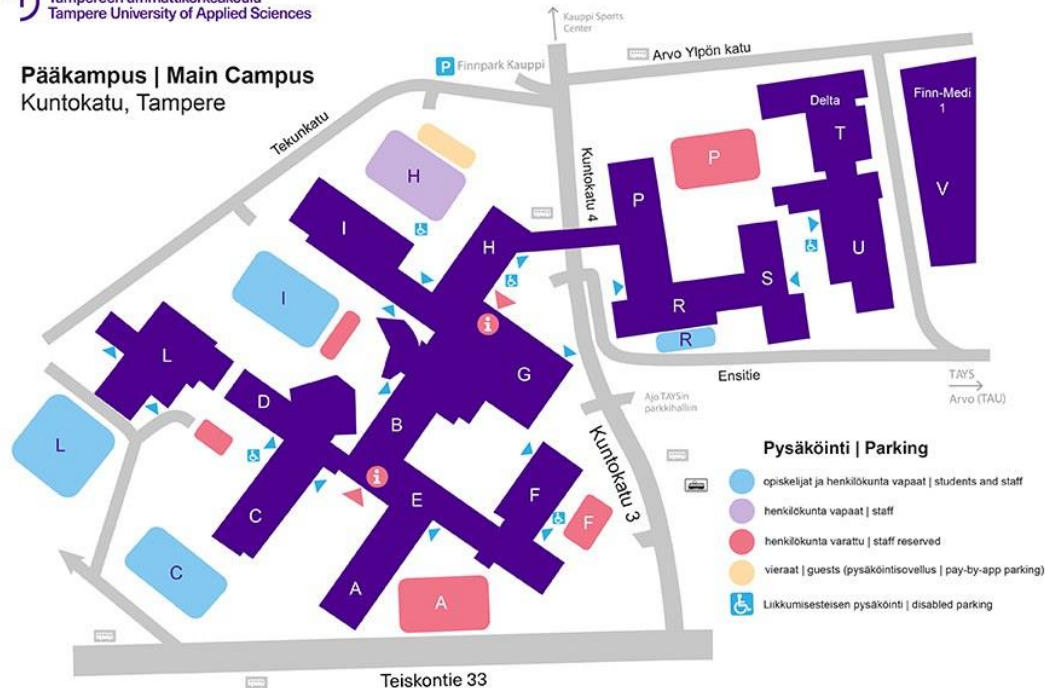 Tampereen ammattikorkeakoulu
Tampere University of Applied Sciences
Pääkampus | Main Campus
Kuntokatu, Tampere
Kauppi Sports
Center
P Finnpark Kauppi
Arvo Ylpön katu
Tekunkatu
Kuntokatu 4
Delta
T
Finn-Medi
1
V
P
P
H
I
H
U
S
R
R
I
i
G
L
D
B
L
i
E
F
F
C
C
A
A
Ensitie
TAYS
Arvo (TAU)
Ajo TAYSin
parkkihalliin
Kuntokatu 3
Teiskontie 33
Pysäköinti | Parking
opiskelijat ja henkilökunta vapaat | students and staff
henkilökunta vapaat | staff
henkilökunta varattu | staff reserved
vieraat | guests (pysäköintisovellus | pay-by-app parking)
Liikkumisesteisen pysäköinti | disabled parking